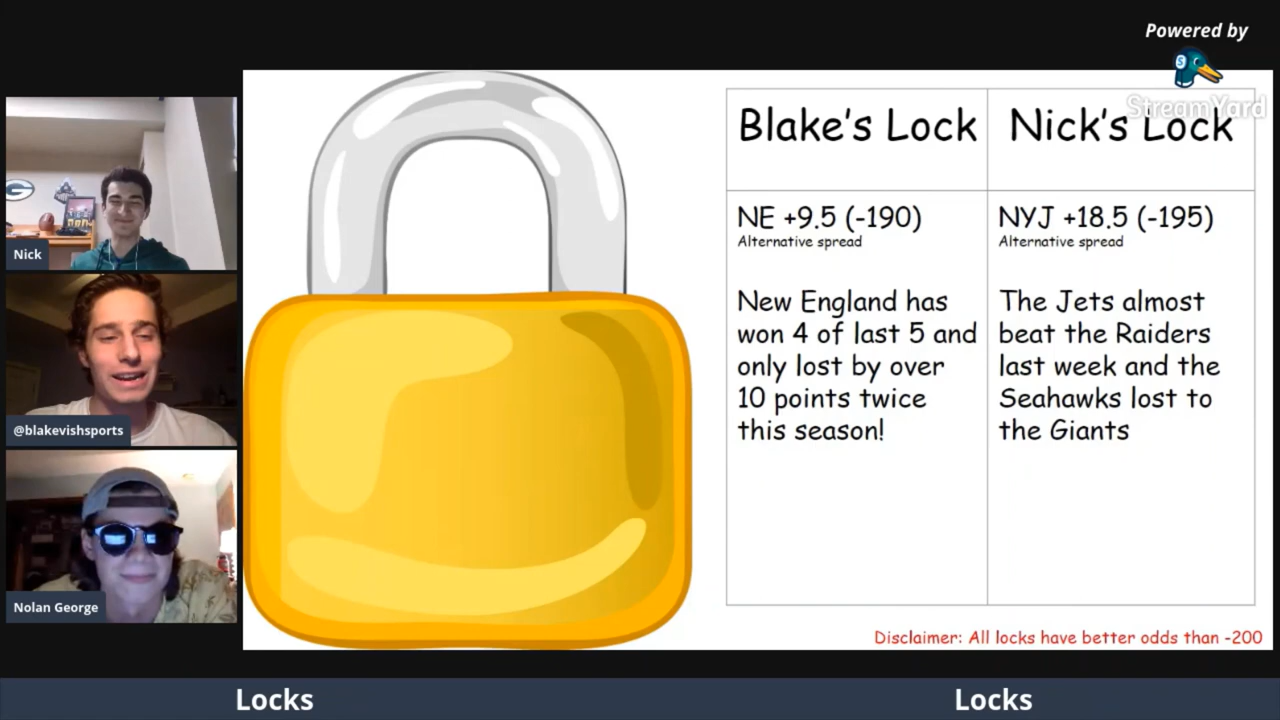 Powered by
StreamYard
Blake's Lock
Nick's Lock
NE +9.5 (-190)
Alternative spread
New England has
won 4 of last 5 and
only lost by over
10 points twice
this season!
NYJ +18.5 (-195)
Alternative spread
The Jets almost
beat the Raiders
last week and the
Seahawks lost to
the Giants
Disclaimer: All locks have better odds than -200
Nick
@blakevishsports
Nolan George
Locks
Locks